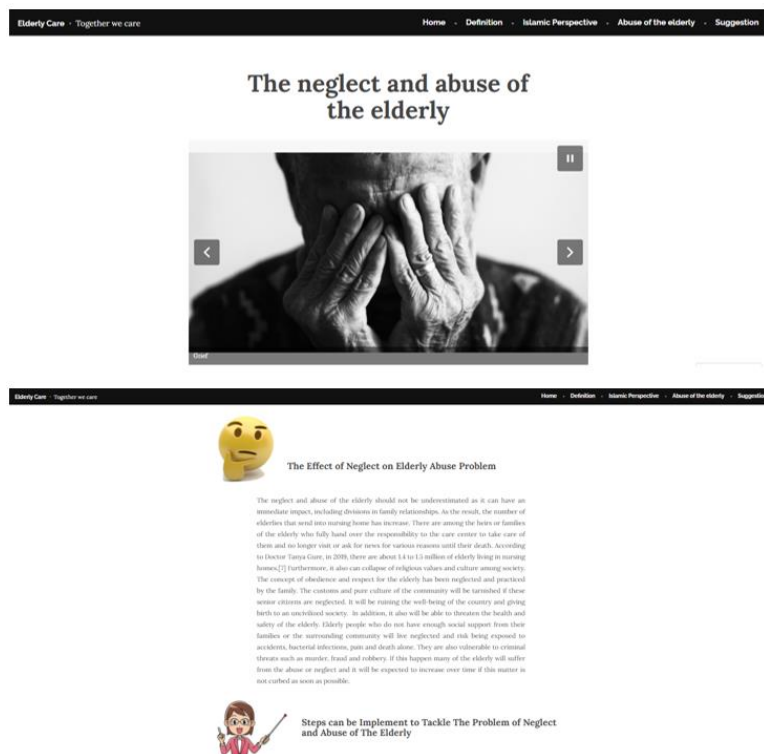 Elderly Care · Together we care
Home · Definition · Islamic Perspective · Abuse of the elderly · Suggestion
The neglect and abuse of
the elderly
Grief
Elderly Care · Together we care
Home · Definition · Islamic Perspective · Abuse of the elderly · Suggestion
The Effect of Neglect on Elderly Abuse Problem
The neglect and abuse of the elderly should not be underestimated as it can have an
immediate impact, including divisions in family relationships. As the result, the number of
elderlies that send into nursing home has increase. There are among the heirs or families
of the elderly who fully hand over the responsibility to the care center to take care of
them and no longer visit or ask for news for various reasons until their death. According
to Doctor Tanya Gure, in 2019, there are about 1.4 to 1.5 million of elderly living in nursing
homes.[7] Furthermore, it also can collapse of religious values and culture among society.
The concept of obedience and respect for the elderly has been neglected and practiced
by the family. The customs and pure culture of the community will be tarnished if these
senior citizens are neglected. It will be ruining the well-being of the country and giving
birth to an uncivilised society. In addition, it also will be able to threaten the health and
safety of the elderly. Elderly people who do not have enough social support from their
families or the surrounding community will live neglected and risk being exposed to
accidents, bacterial infections, pain and death alone. They are also vulnerable to criminal
threats such as murder, fraud and robbery. If this happen many of the elderly will suffer
from the abuse or neglect and it will be expected to increase over time if this matter is
not curbed as soon as possible.
Steps can be Implement to Tackle The Problem of Neglect
and Abuse of The Elderly